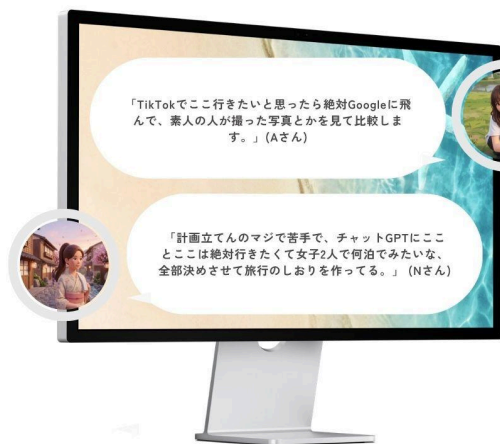 「TikTokでここ行きたいと思ったら絶対Googleに飛
んで、素人の人が撮った写真とかを見て比較しま
す。」(Aさん)
「計画立てんのマジで苦手で、チャットGPTにここ
とここは絶対行きたくて女子2人で何泊でみたいな、
全部決めさせて旅行のしおりを作ってる。」 (Nさん)